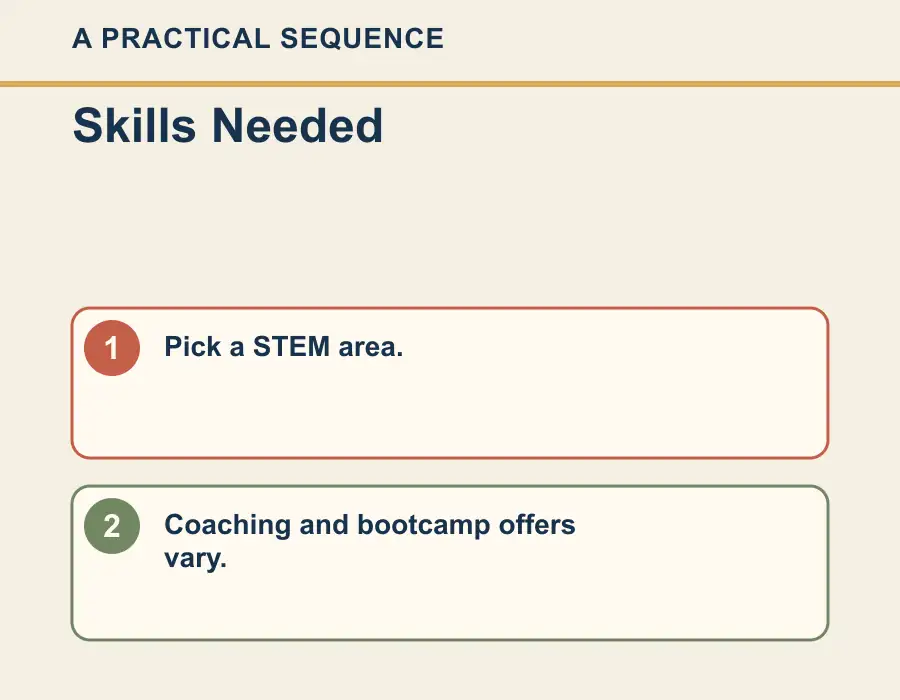 A PRACTICAL SEQUENCE
Skills Needed
1
Pick a STEM area.
2
Coaching and bootcamp offers
vary.